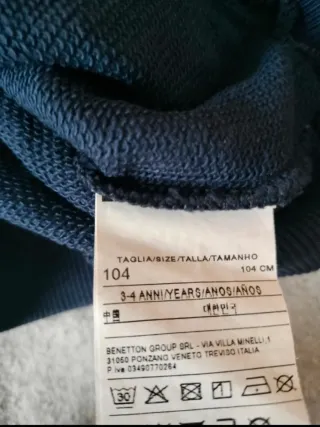 TAGLIA/SIZE/TALLA/TAMANHO
104 104 CM
3-4 ANNI/YEARS/ANOS/AÑOS
中国 대한민국
BENETTON GROUP SRL - VIA VILLA MINELLI,1
31050 PONZANO VENETO TREVISO ITALIA
P.iva 03490770264
30